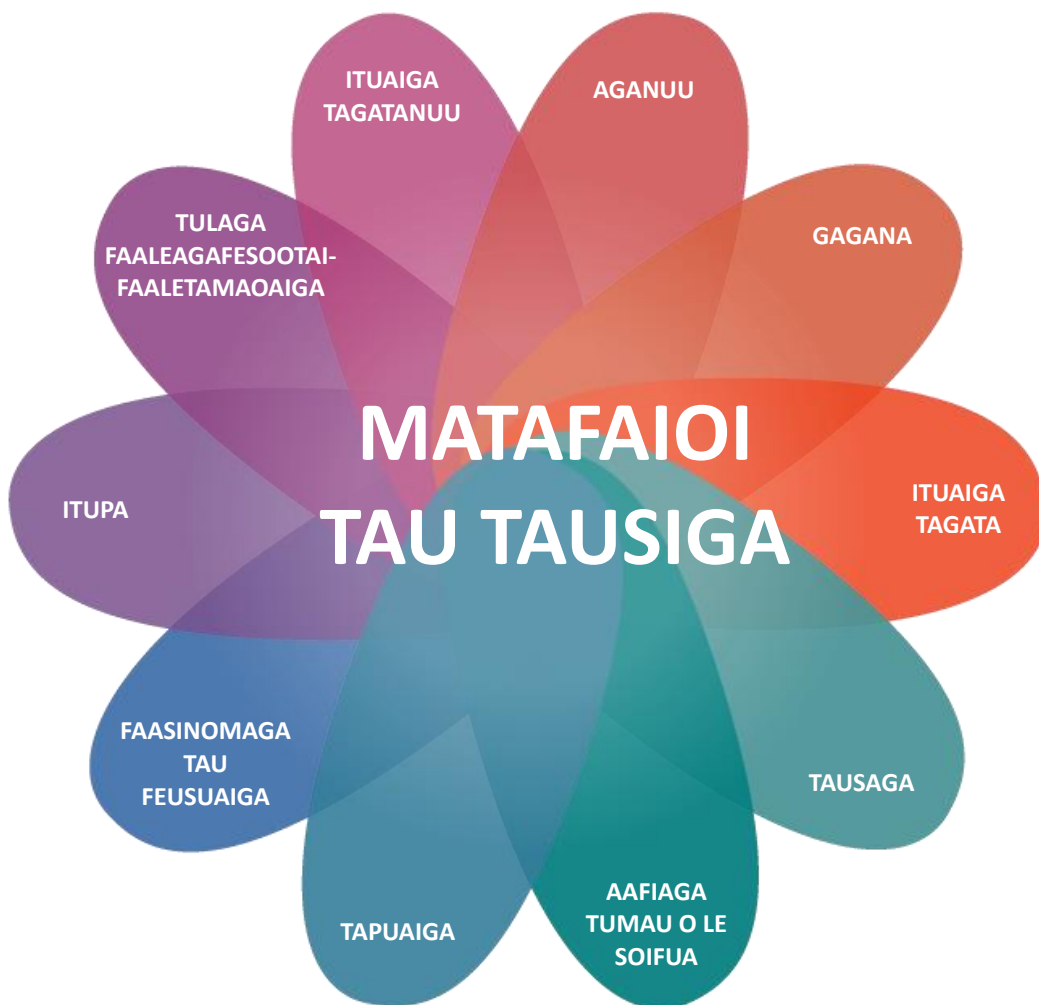 ITUAIGA
TAGATANUU
AGANUU
TULAGA
FAALEAGAFESOOTAI-
FAALETAMAOAIGA
GAGANA
MATAFAIOI
TAU TAUSIGA
ITUPA
ITUAIGA
TAGATA
FAASINOMAGA
TAU
FEUSUAIGA
TAUSAGA
TAPUAIGA
AAFIAGA
TUMAU O LE
SOIFUA